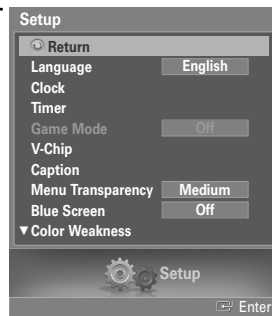 Setup
Return
Language English
Clock
Timer
Game Mode Off
V-Chip
Caption
Menu Transparency Medium
Blue Screen Off
▼Color Weakness
Setup
Enter